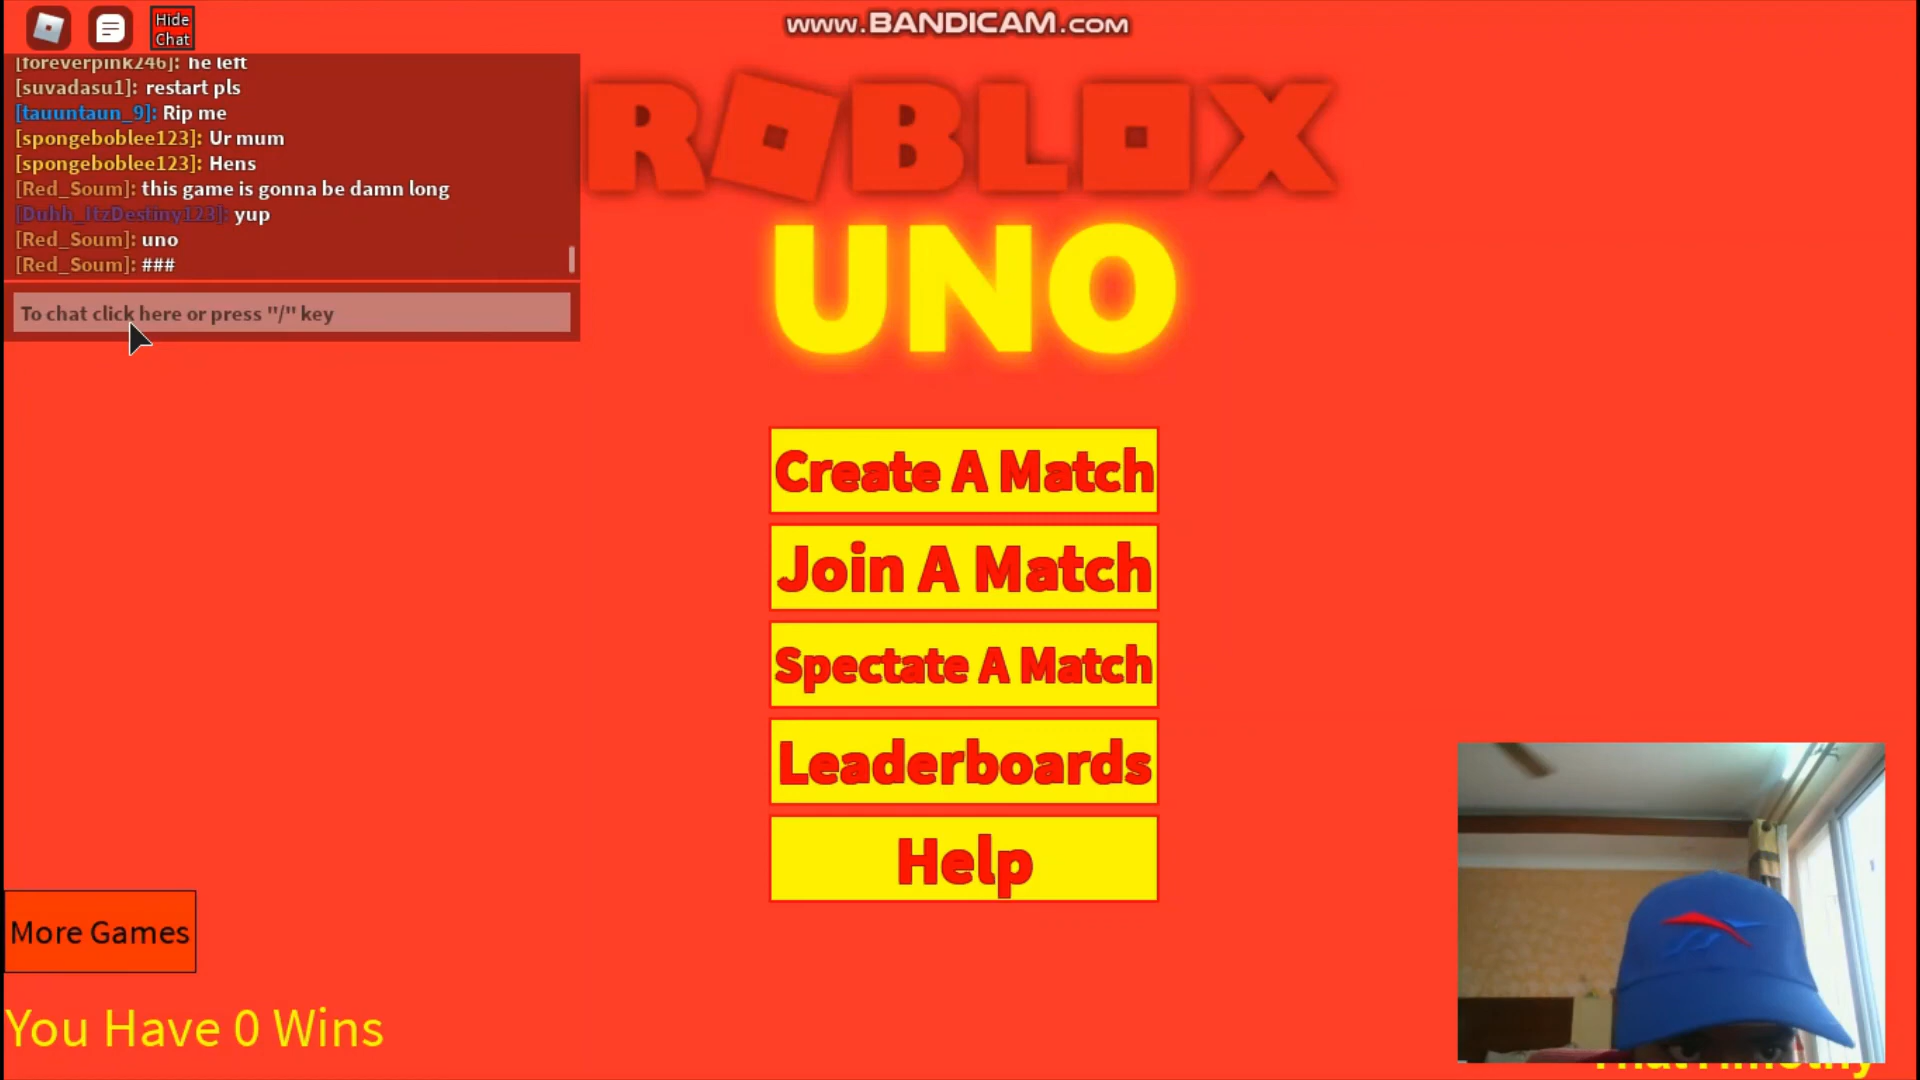 www.BANDICAM.com
Hide
Chat
[foreverpink246]: he left
[suvadasu1]: restart pls
[tauuntaun_9]: Rip me
[spongeboblee123]: Ur mum
[spongeboblee123]: Hens
[Red_Soum]: this game is gonna be damn long
[Duhh_ItzDestiny123]: yup
[Red_Soum]: uno
[Red_Soum]: ###
To chat click here or press "/" key
ROBLOX
UNO
Create A Match
Join A Match
Spectate A Match
Leaderboards
Help
More Games
You Have 0 Wins